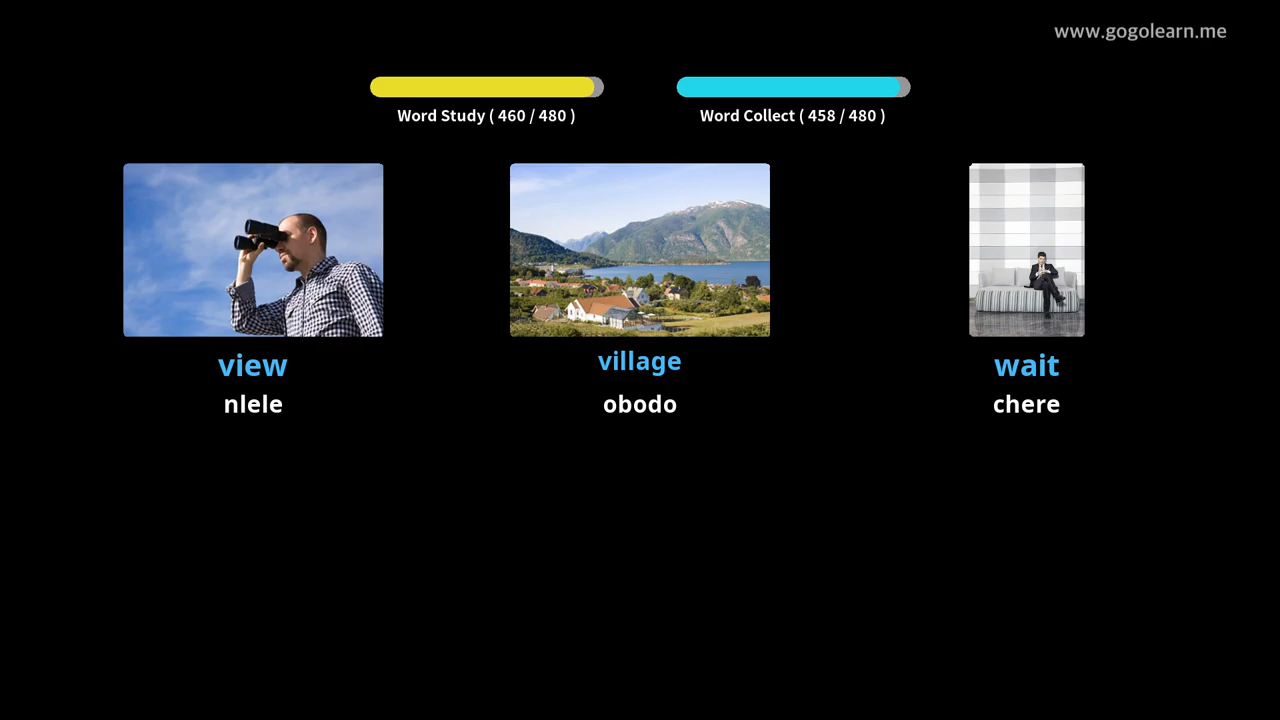 www.gogolearn.me
Word Study ( 460 / 480 )
Word Collect ( 458 / 480 )
view
village
wait
nlele
obodo
chere